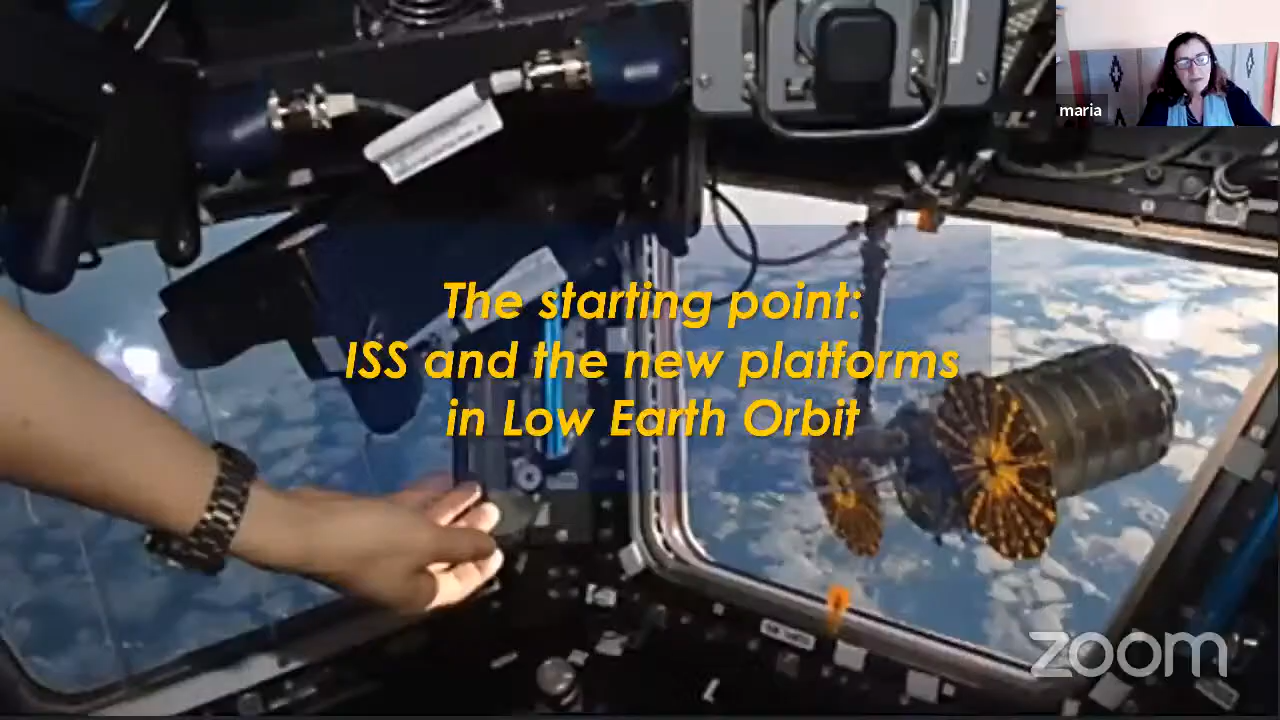 maria
The starting point:
ISS and the new platforms
in Low Earth Orbit
zoom